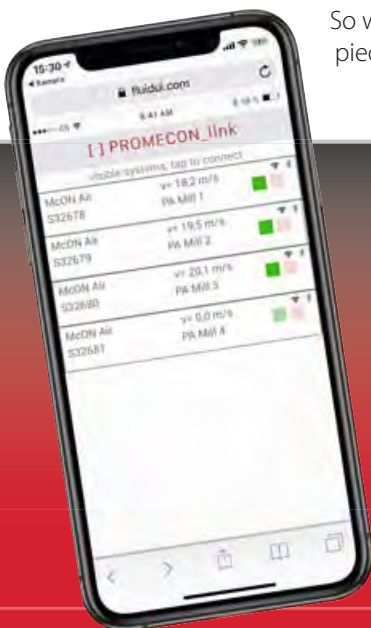 So w
piec
15:30
Kamera
fluidui.com
9:41 AM
[ ] PROMECON_link
visible systems, tap to connect
McON Air v= 18,2 m/s
S32678 PA Mill 1
McON Air v= 19,5 m/s
S32679 PA Mill 2
McON Air v= 20,1 m/s
S32680 PA Mill 3
McON Air v= 0,0 m/s
S32681 PA Mill 4